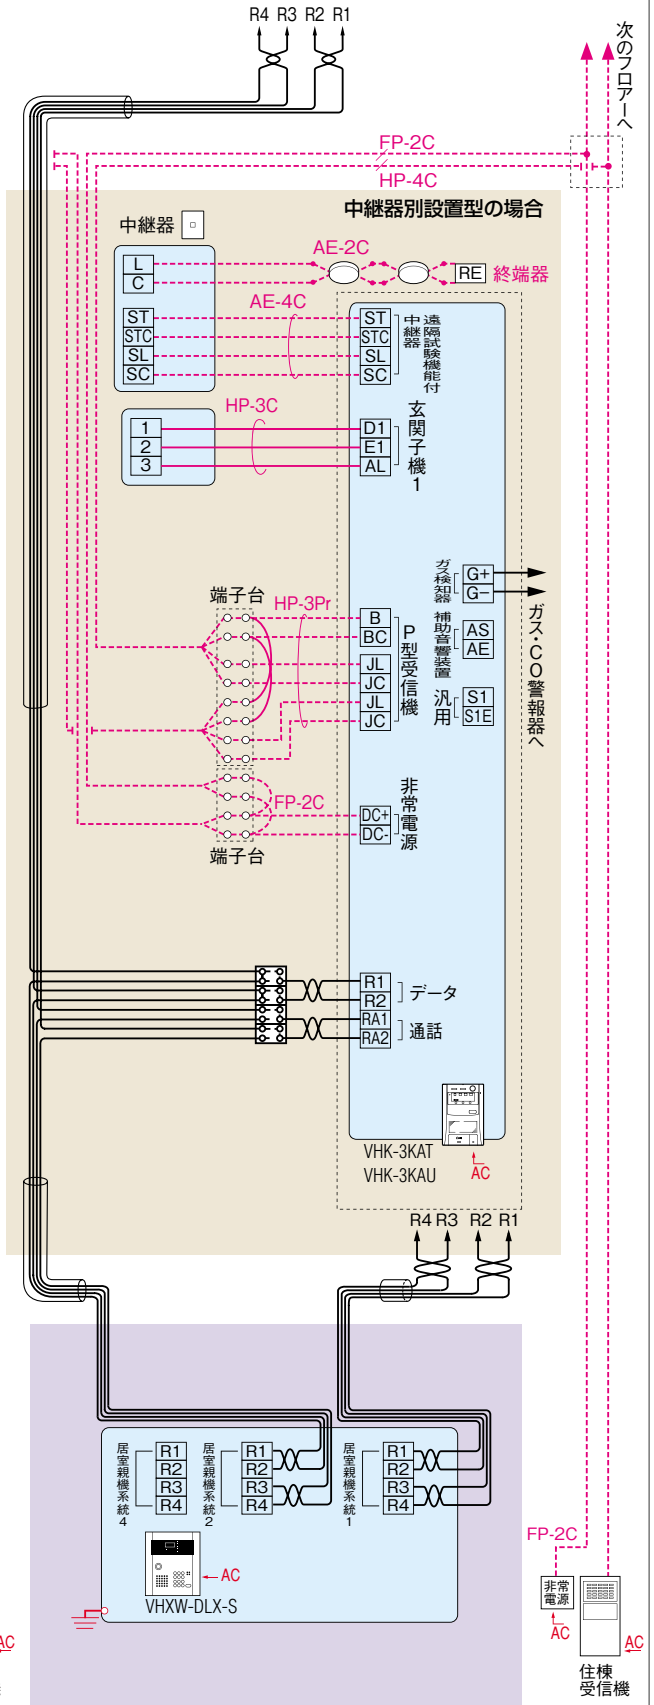 R4 R3 R2 R1
次のフロアーへ
FP-2C
HP-4C
中継器別設置型の場合
中継器
AE-2C
L
C
RE 終端器
AE-4C
ST
STC
SL
SC
ST
STC
SL
SC
遠隔試験機能付
中継器
HP-3C
1
2
3
D1
E1
AL
玄関子機1
ガス検知器
G+
G−
ガス・CO警報器へ
端子台
HP-3Pr
B
BC
JL
JC
JL
JC
P型受信機
補助音響装置
AS
AE
汎用
S1
S1E
FP-2C
DC+
DC-
非常電源
端子台
R1
R2
データ
RA1
RA2
通話
VHK-3KAT
VHK-3KAU
AC
R4 R3 R2 R1
居室親機系統4
R1
R2
R3
R4
居室親機系統2
R1
R2
R3
R4
居室親機系統1
R1
R2
R3
R4
AC
VHXW-DLX-S
FP-2C
非常
電源
AC
AC
住棟
受信機
AC